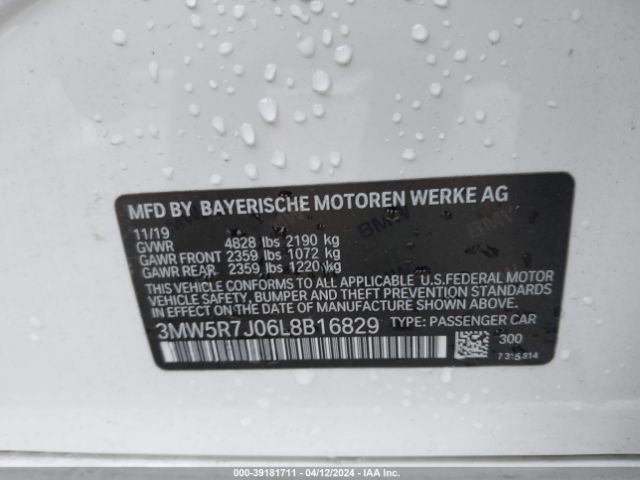 MFD BY BAYERISCHE MOTOREN WERKE AG
11/19
GVWR 4828 lbs 2190 kg
GAWR FRONT 2359 lbs 1072 kg
GAWR REAR 2359 lbs 1220 kg
THIS VEHICLE CONFORMS TO ALL APPLICABLE U.S.FEDERAL MOTOR
VEHICLE SAFETY, BUMPER, AND THEFT PREVENTION STANDARDS
IN EFFECT ON THE DATE OF MANUFACTURE SHOWN ABOVE.
3MW5R7J06L8B16829 TYPE: PASSENGER CAR
300
7 315 814
000-39181711 - 04/12/2024 - IAA Inc.